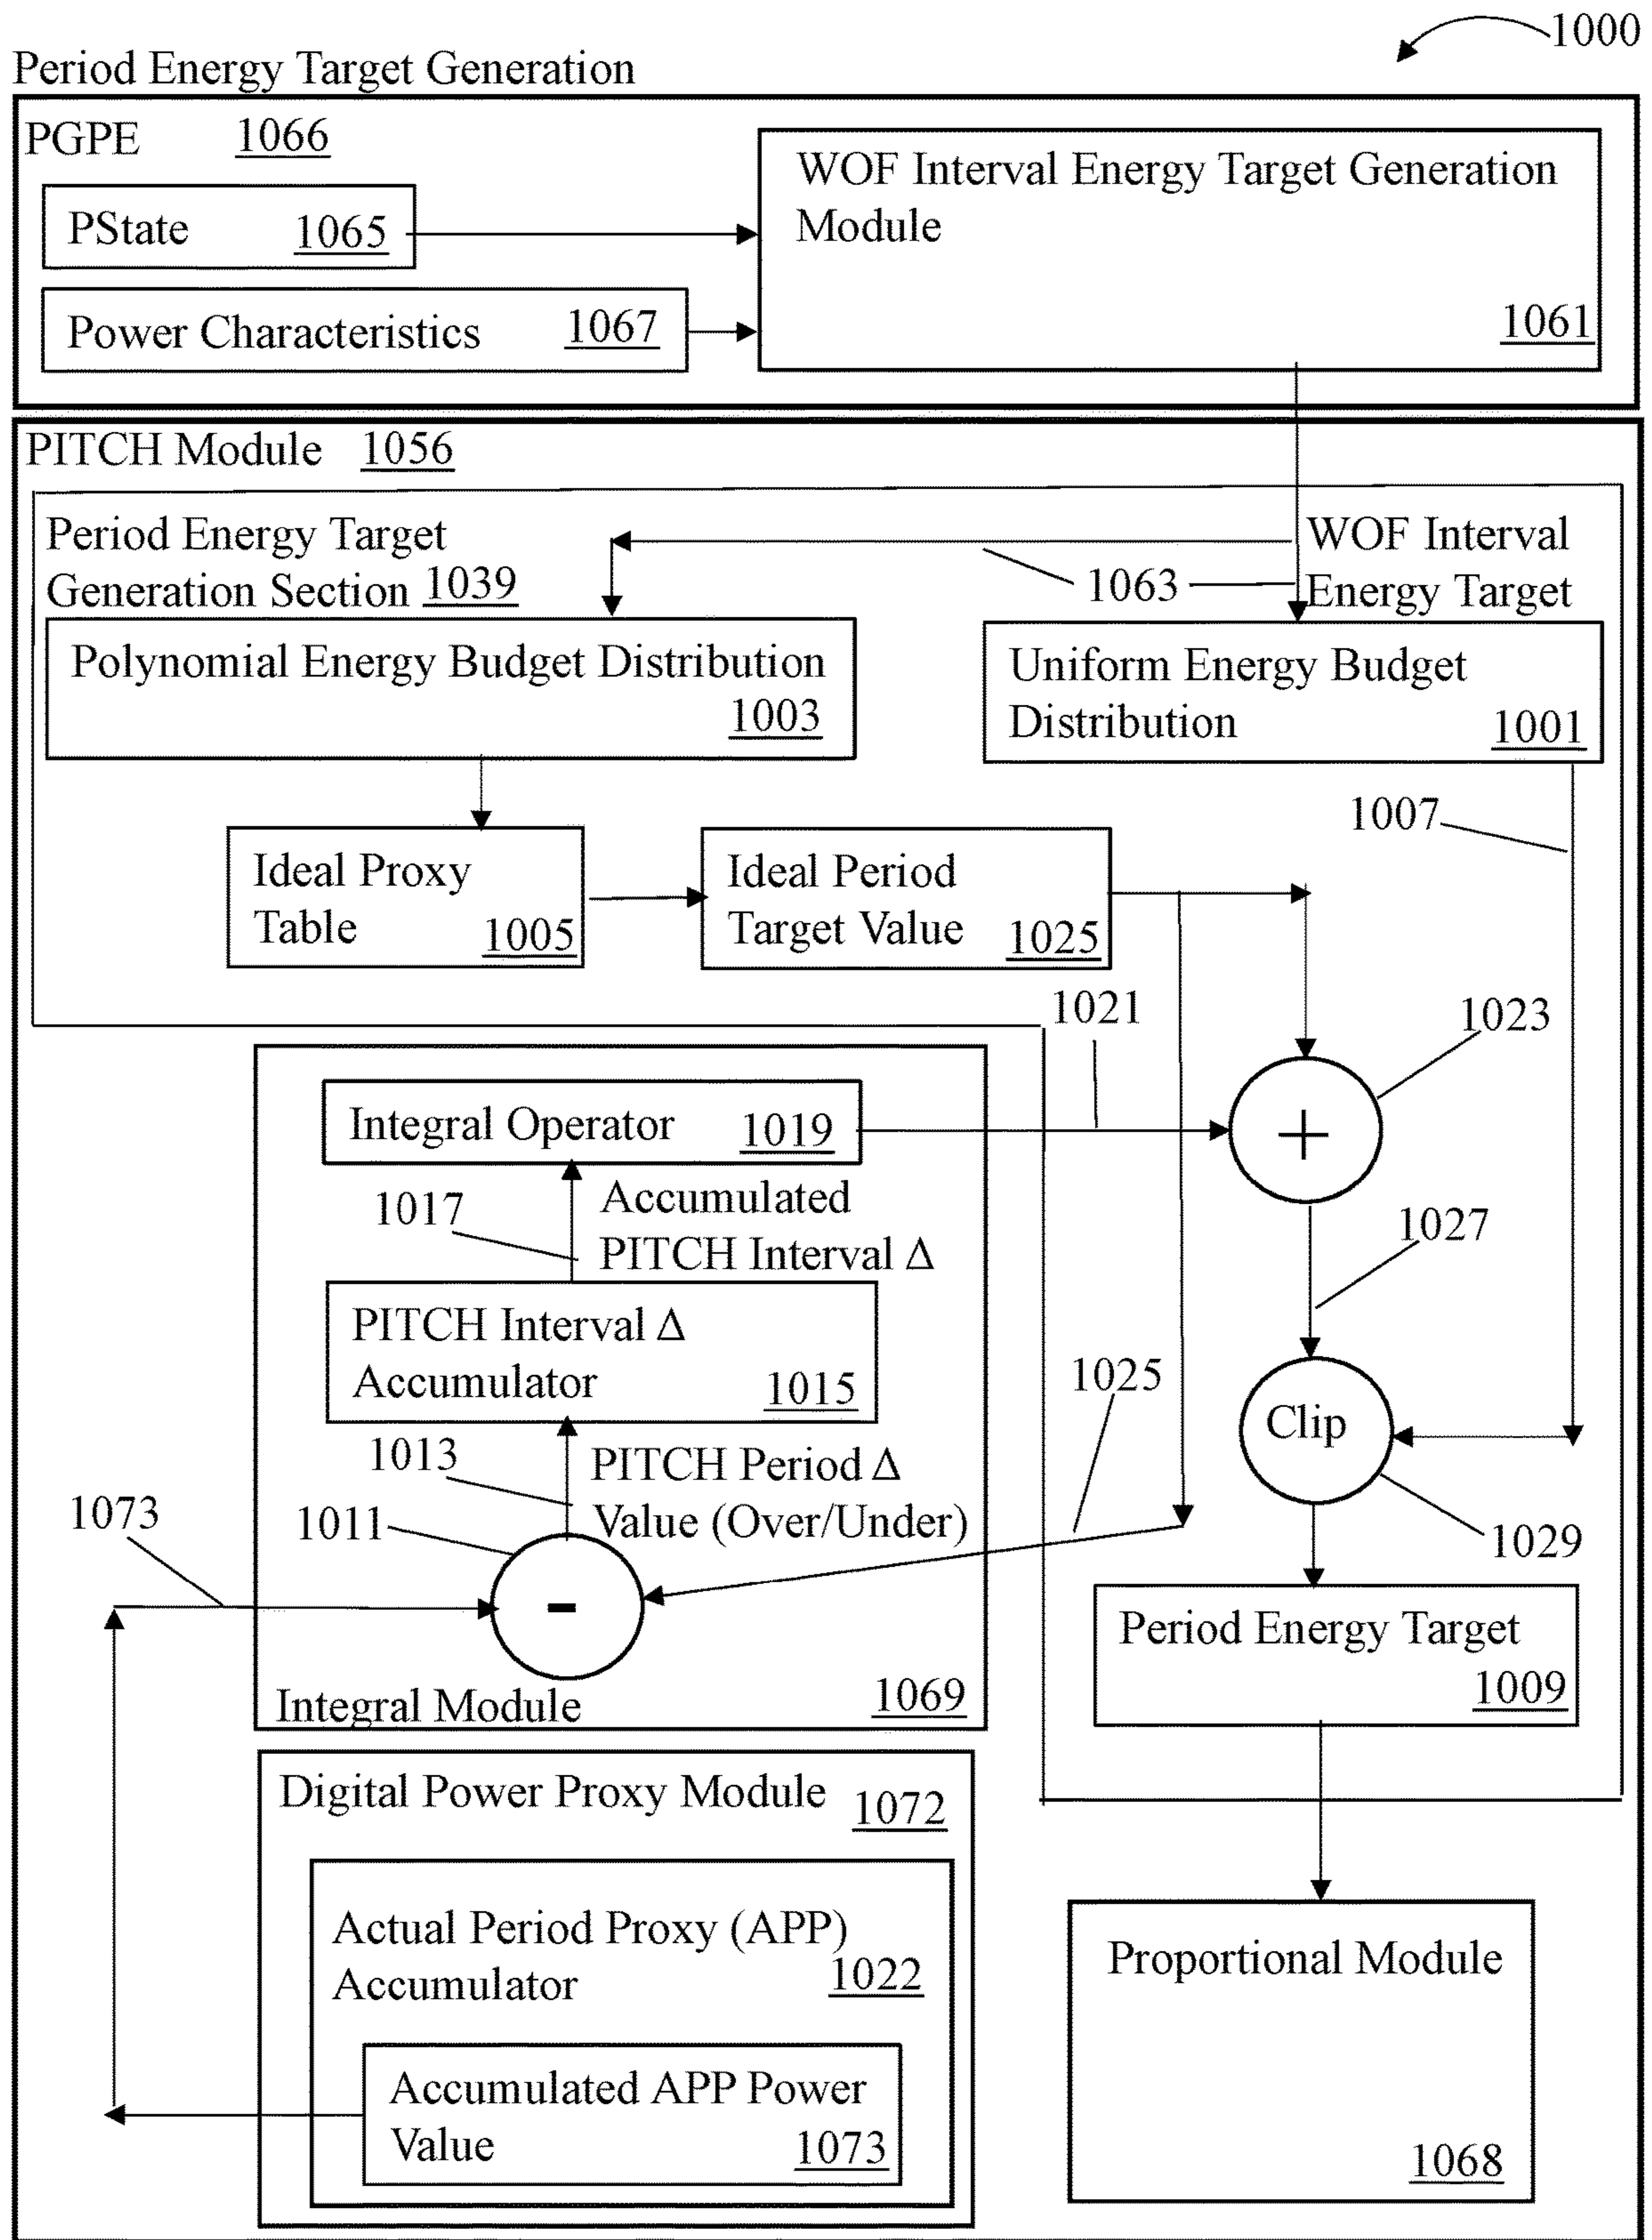 1000
Period Energy Target Generation
PGPE 1066
PState 1065
Power Characteristics 1067
WOF Interval Energy Target Generation
Module
1061
PITCH Module 1056
Period Energy Target
Generation Section 1039
1063
WOF Interval
Energy Target
Polynomial Energy Budget Distribution
1003
Uniform Energy Budget
Distribution 1001
1007
Ideal Proxy
Table 1005
Ideal Period
Target Value 1025
1021
1023
Integral Operator 1019
+
1017
Accumulated
PITCH Interval Δ
1027
PITCH Interval Δ
Accumulator 1015
1025
Clip
1013
PITCH Period Δ
Value (Over/Under)
1073
1011
1029
-
Period Energy Target
1009
Integral Module 1069
Digital Power Proxy Module 1072
Actual Period Proxy (APP)
Accumulator 1022
Accumulated APP Power
Value 1073
Proportional Module
1068